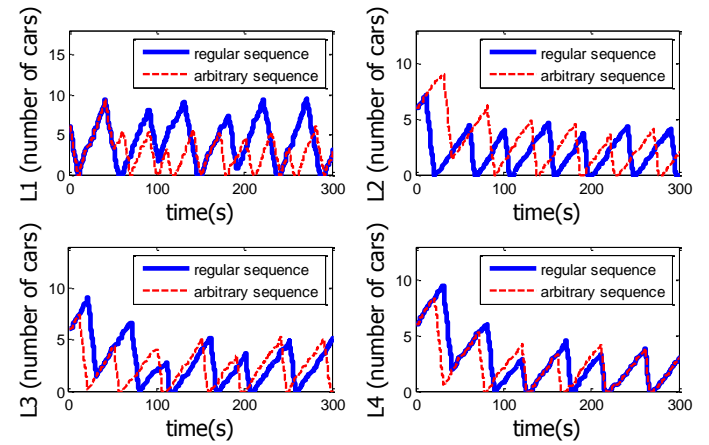 L1 (number of cars)
15
10
5
0
0
100
200
300
time(s)
regular sequence
arbitrary sequence
L2 (number of cars)
10
5
0
0
100
200
300
time(s)
regular sequence
arbitrary sequence
L3 (number of cars)
10
5
0
0
100
200
300
time(s)
regular sequence
arbitrary sequence
L4 (number of cars)
10
5
0
0
100
200
300
time(s)
regular sequence
arbitrary sequence